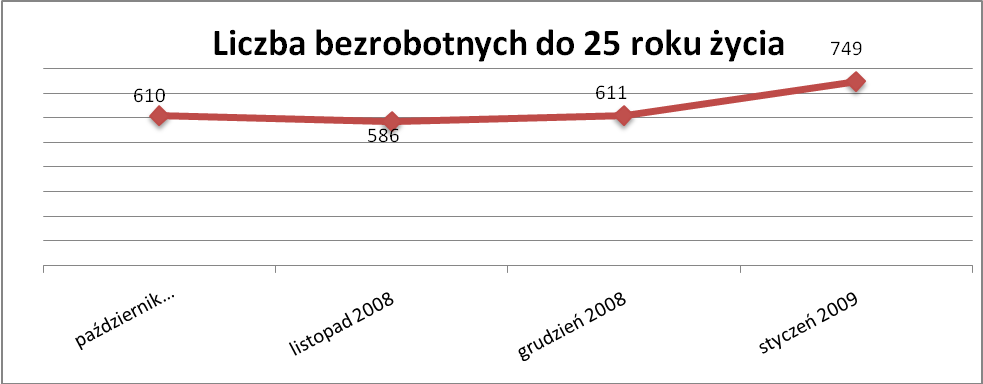 Liczba bezrobotnych do 25 roku życia
610
586
611
749
październik...
listopad 2008
grudzień 2008
styczeń 2009